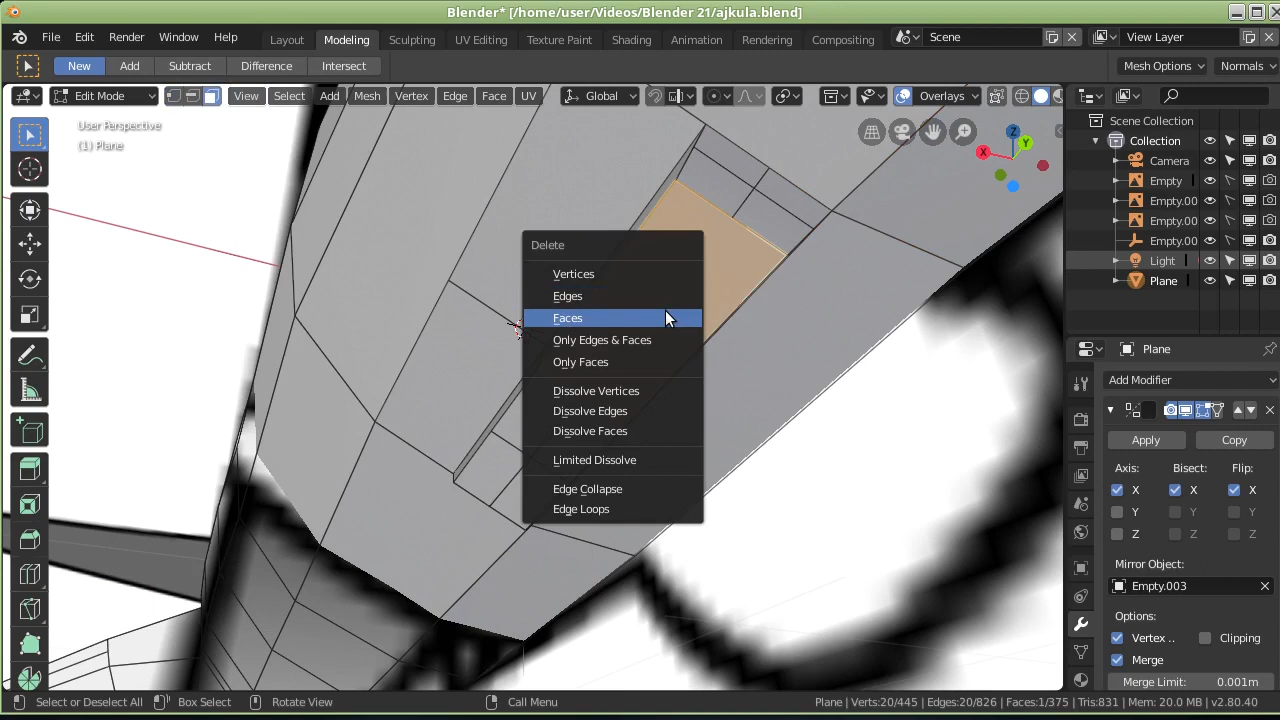 Blender* [/home/user/Videos/Blender 21/ajkula.blend]
File Edit Render Window Help Layout Modeling Sculpting UV Editing Texture Paint Shading Animation Rendering Compositing Scene View Layer
New Add Subtract Difference Intersect Mesh Options Normals
Edit Mode View Select Add Mesh Vertex Edge Face UV Global Overlays
User Perspective
(1) Plane
X Y Z
Scene Collection
Collection
Camera
Empty
Empty.00
Empty.00
Empty.00
Light
Plane
Delete
Vertices
Edges
Faces
Only Edges & Faces
Only Faces
Dissolve Vertices
Dissolve Edges
Dissolve Faces
Limited Dissolve
Edge Collapse
Edge Loops
Plane
Add Modifier
Apply Copy
Axis: Bisect: Flip:
X X X
Y Y Y
Z Z Z
Mirror Object:
Empty.003
Options:
Vertex .. Clipping
Merge
Merge Limit: 0.001m
Select or Deselect All Box Select Rotate View Call Menu Plane | Verts:20/445 | Edges:20/826 | Faces:1/375 | Tris:831 | Mem: 20.0 MB | v2.80.40